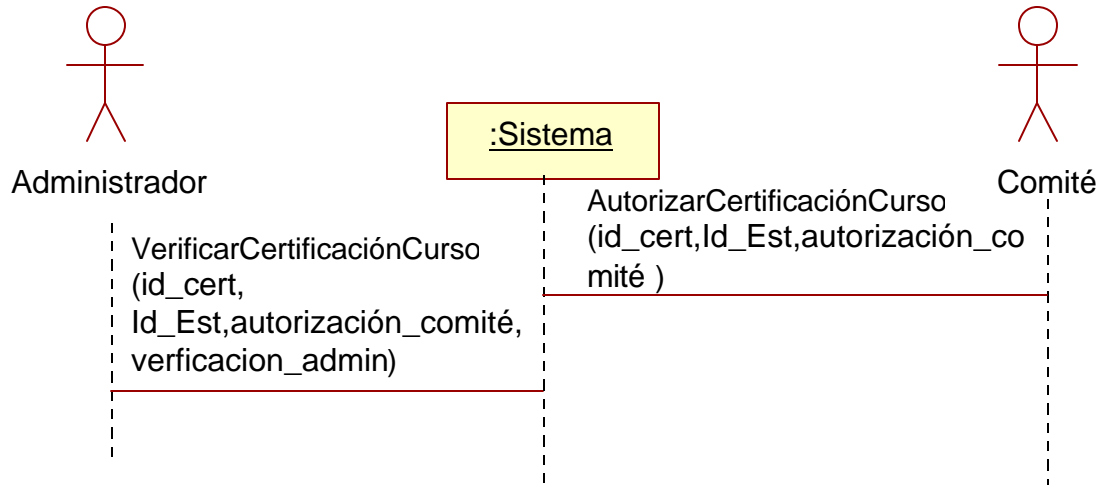 :Sistema
Administrador
Comité
AutorizarCertificaciónCurso
(id_cert,Id_Est,autorización_co
mité )
VerificarCertificaciónCurso
(id_cert,
Id_Est,autorización_comité,
verficacion_admin)